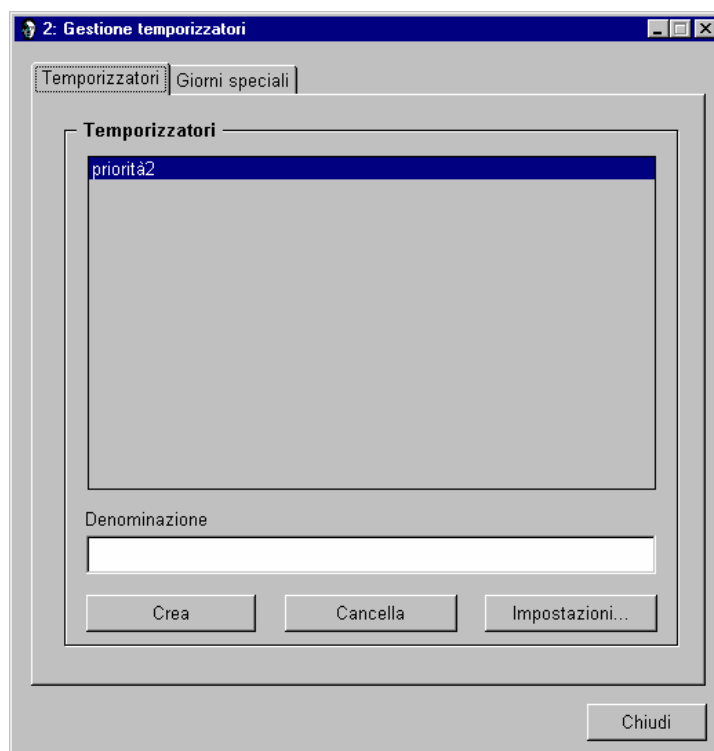 2: Gestione temporizzatori
Temporizzatori Giorni speciali
Temporizzatori
priorità2
Denominazione
Crea Cancella Impostazioni...
Chiudi